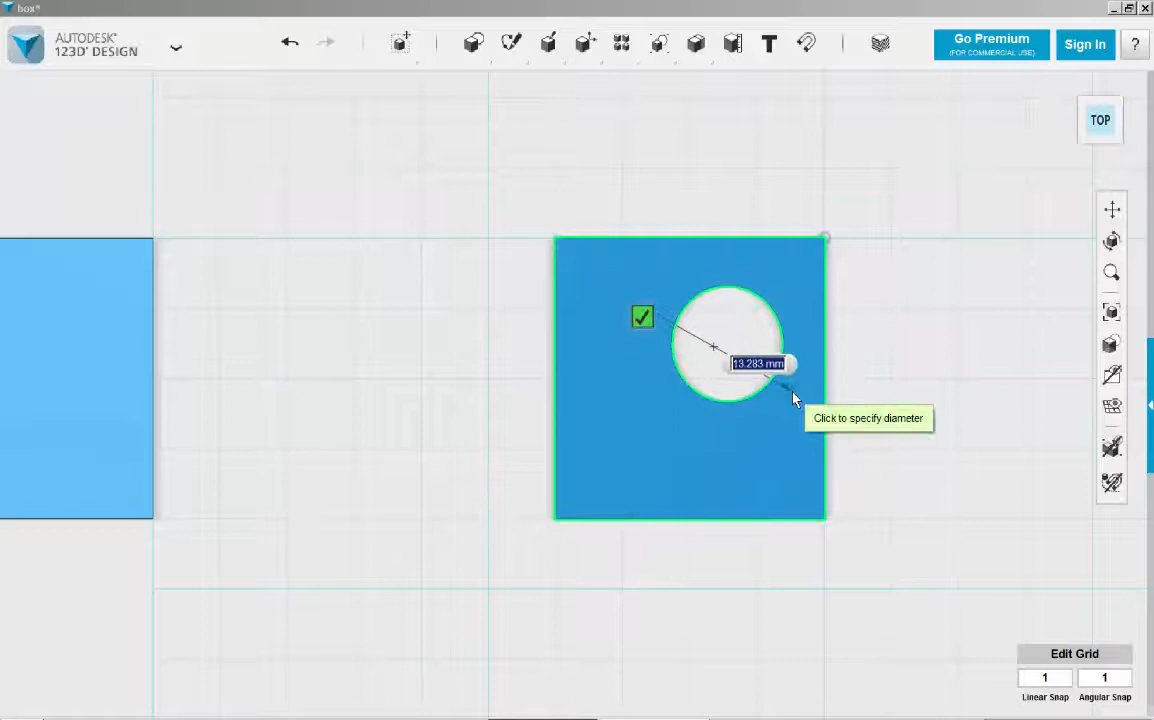 box*
AUTODESK®
123D® DESIGN
T
Go Premium
(FOR COMMERCIAL USE)
Sign In
?
TOP
13.283 mm
Click to specify diameter
Edit Grid
1 1
Linear Snap Angular Snap